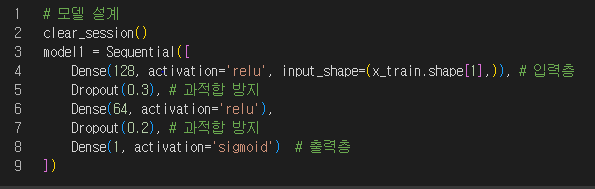 1 # 모델 설계
2 clear_session()
3 model1 = Sequential([
4     Dense(128, activation='relu', input_shape=(x_train.shape[1],)), # 입력층
5     Dropout(0.3), # 과적합 방지
6     Dense(64, activation='relu'),
7     Dropout(0.2), # 과적합 방지
8     Dense(1, activation='sigmoid')  # 출력층
9 ])